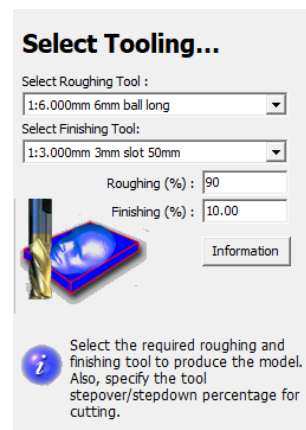 Select Tooling...
Select Roughing Tool :
1:6.000mm 6mm ball long
Select Finishing Tool:
1:3.000mm 3mm slot 50mm
Roughing (%) : 90
Finishing (%) : 10.00
Information
Select the required roughing and
finishing tool to produce the model.
Also, specify the tool
stepover/stepdown percentage for
cutting.